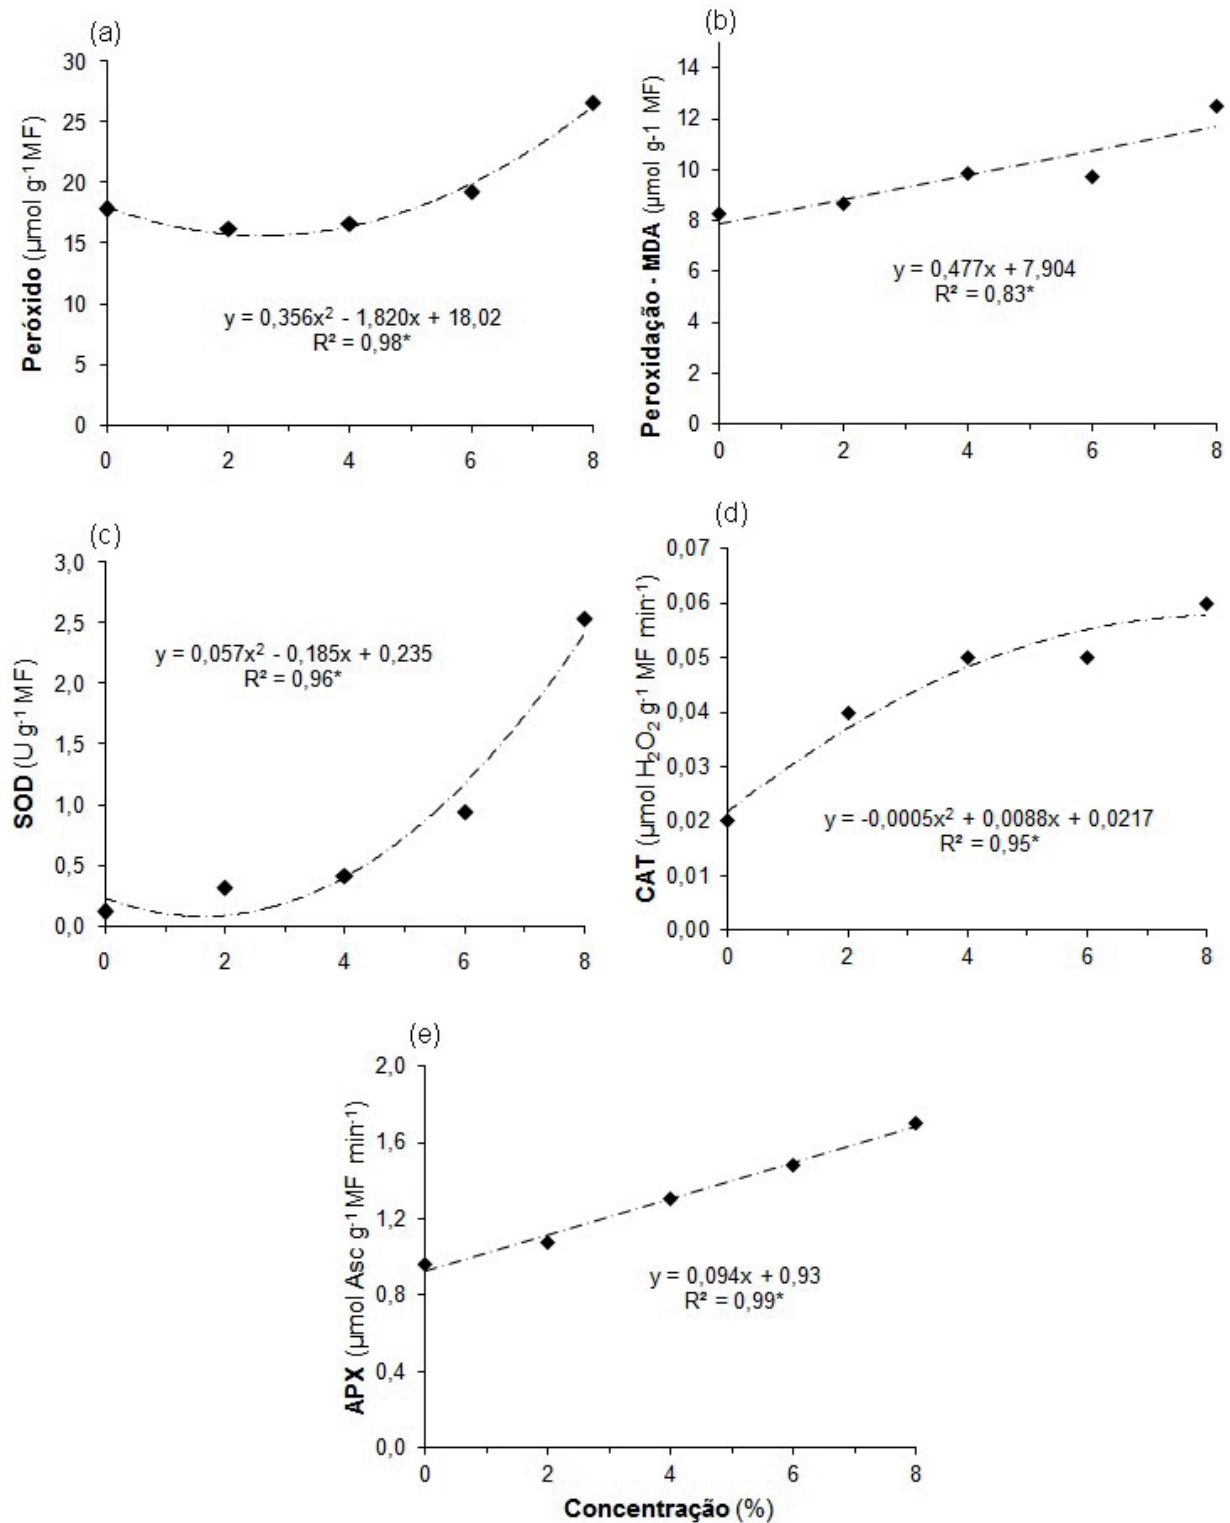 (a)
Peróxido (µmol g-1 MF)
30
25
20
15
10
5
0
y = 0,356x² - 1,820x + 18,02
R² = 0,98*
0 2 4 6 8
(b)
Peroxidação - MDA (µmol g-1 MF)
14
12
10
8
6
4
2
0
y = 0,477x + 7,904
R² = 0,83*
0 2 4 6 8
(c)
SOD (U g-1 MF)
3,0
2,5
2,0
1,5
1,0
0,5
0,0
y = 0,057x² - 0,185x + 0,235
R² = 0,96*
0 2 4 6 8
(d)
CAT (µmol H₂O₂ g-1 MF min-1)
0,07
0,06
0,05
0,04
0,03
0,02
0,01
0,00
y = -0,0005x² + 0,0088x + 0,0217
R² = 0,95*
0 2 4 6 8
(e)
APX (µmol Asc g-1 MF min-1)
2,0
1,6
1,2
0,8
0,4
0,0
y = 0,094x + 0,93
R² = 0,99*
0 2 4 6 8
Concentração (%)